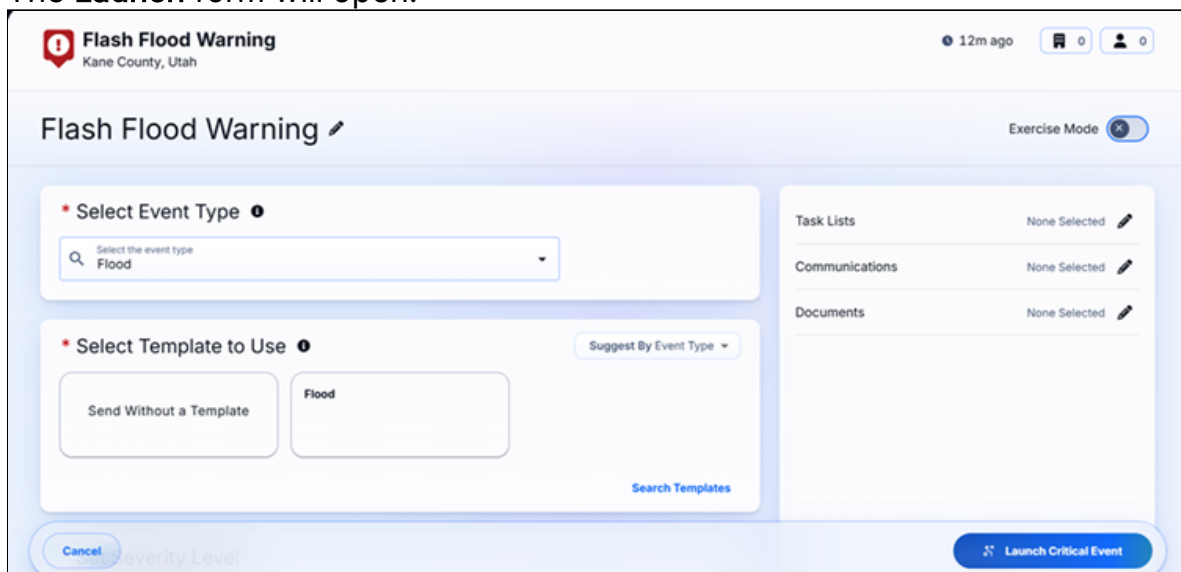 The Launch form will open.
Flash Flood Warning
Kane County, Utah
12m ago
0
0
Flash Flood Warning
Exercise Mode
* Select Event Type
Select the event type
Flood
* Select Template to Use
Suggest By Event Type
Send Without a Template
Flood
Search Templates
Task Lists None Selected
Communications None Selected
Documents None Selected
Cancel
Set Severity Level
Launch Critical Event